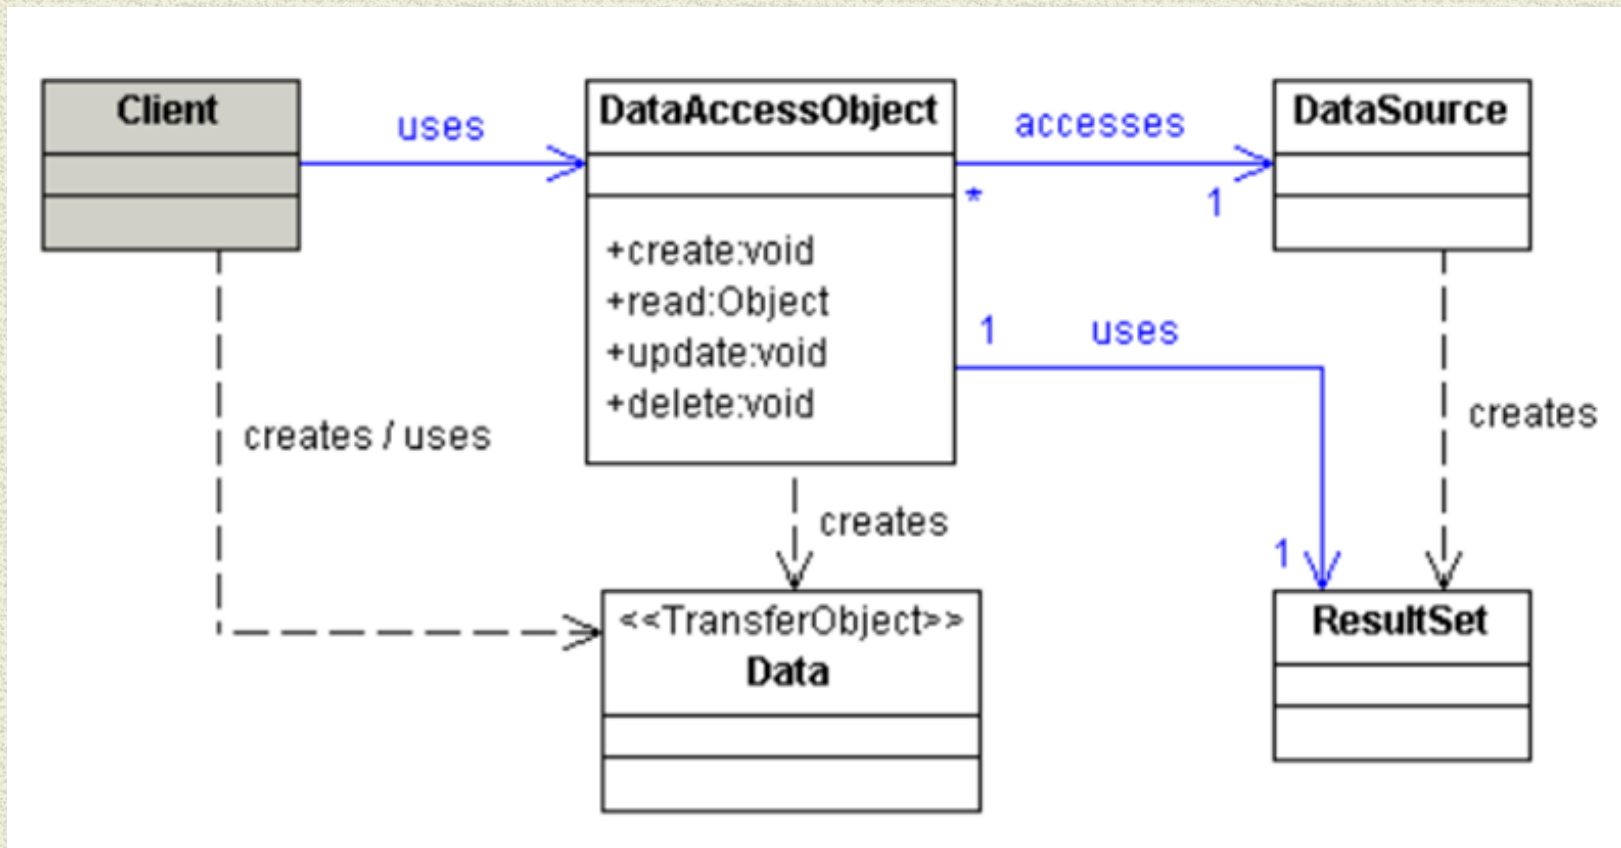 Client
uses
DataAccessObject
accesses
DataSource
*
1
+create:void
+read:Object
+update:void
+delete:void
1
uses
creates / uses
creates
creates
1
<<TransferObject>>
Data
ResultSet